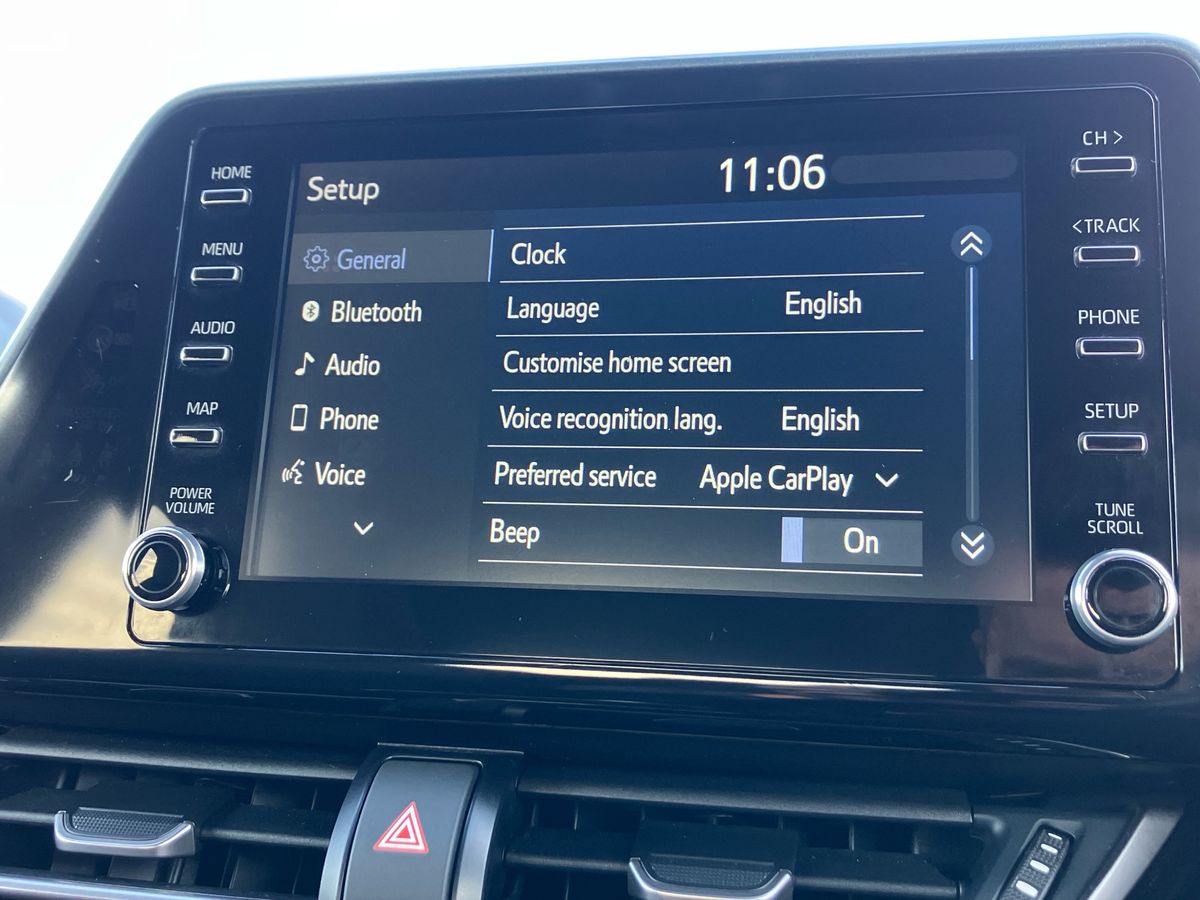 HOME
MENU
AUDIO
MAP
POWER
VOLUME
Setup 11:06
General
Bluetooth
Audio
Phone
Voice
Clock
Language English
Customise home screen
Voice recognition lang. English
Preferred service Apple CarPlay
Beep On
CH >
< TRACK
PHONE
SETUP
TUNE
SCROLL